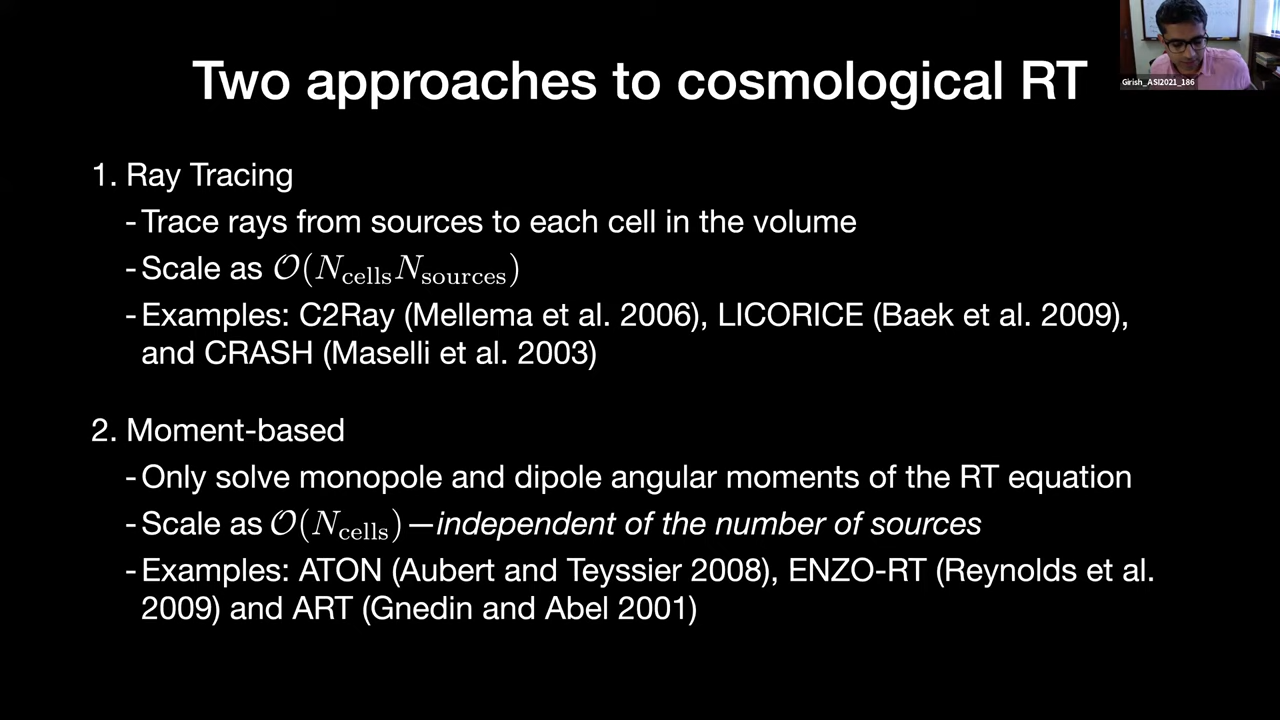 Two approaches to cosmological RT
Girish_ASI2021_186
1. Ray Tracing
- Trace rays from sources to each cell in the volume
- Scale as 𝒪(N_cells N_sources)
- Examples: C2Ray (Mellema et al. 2006), LICORICE (Baek et al. 2009),
and CRASH (Maselli et al. 2003)
2. Moment-based
- Only solve monopole and dipole angular moments of the RT equation
- Scale as 𝒪(N_cells)—independent of the number of sources
- Examples: ATON (Aubert and Teyssier 2008), ENZO-RT (Reynolds et al.
2009) and ART (Gnedin and Abel 2001)